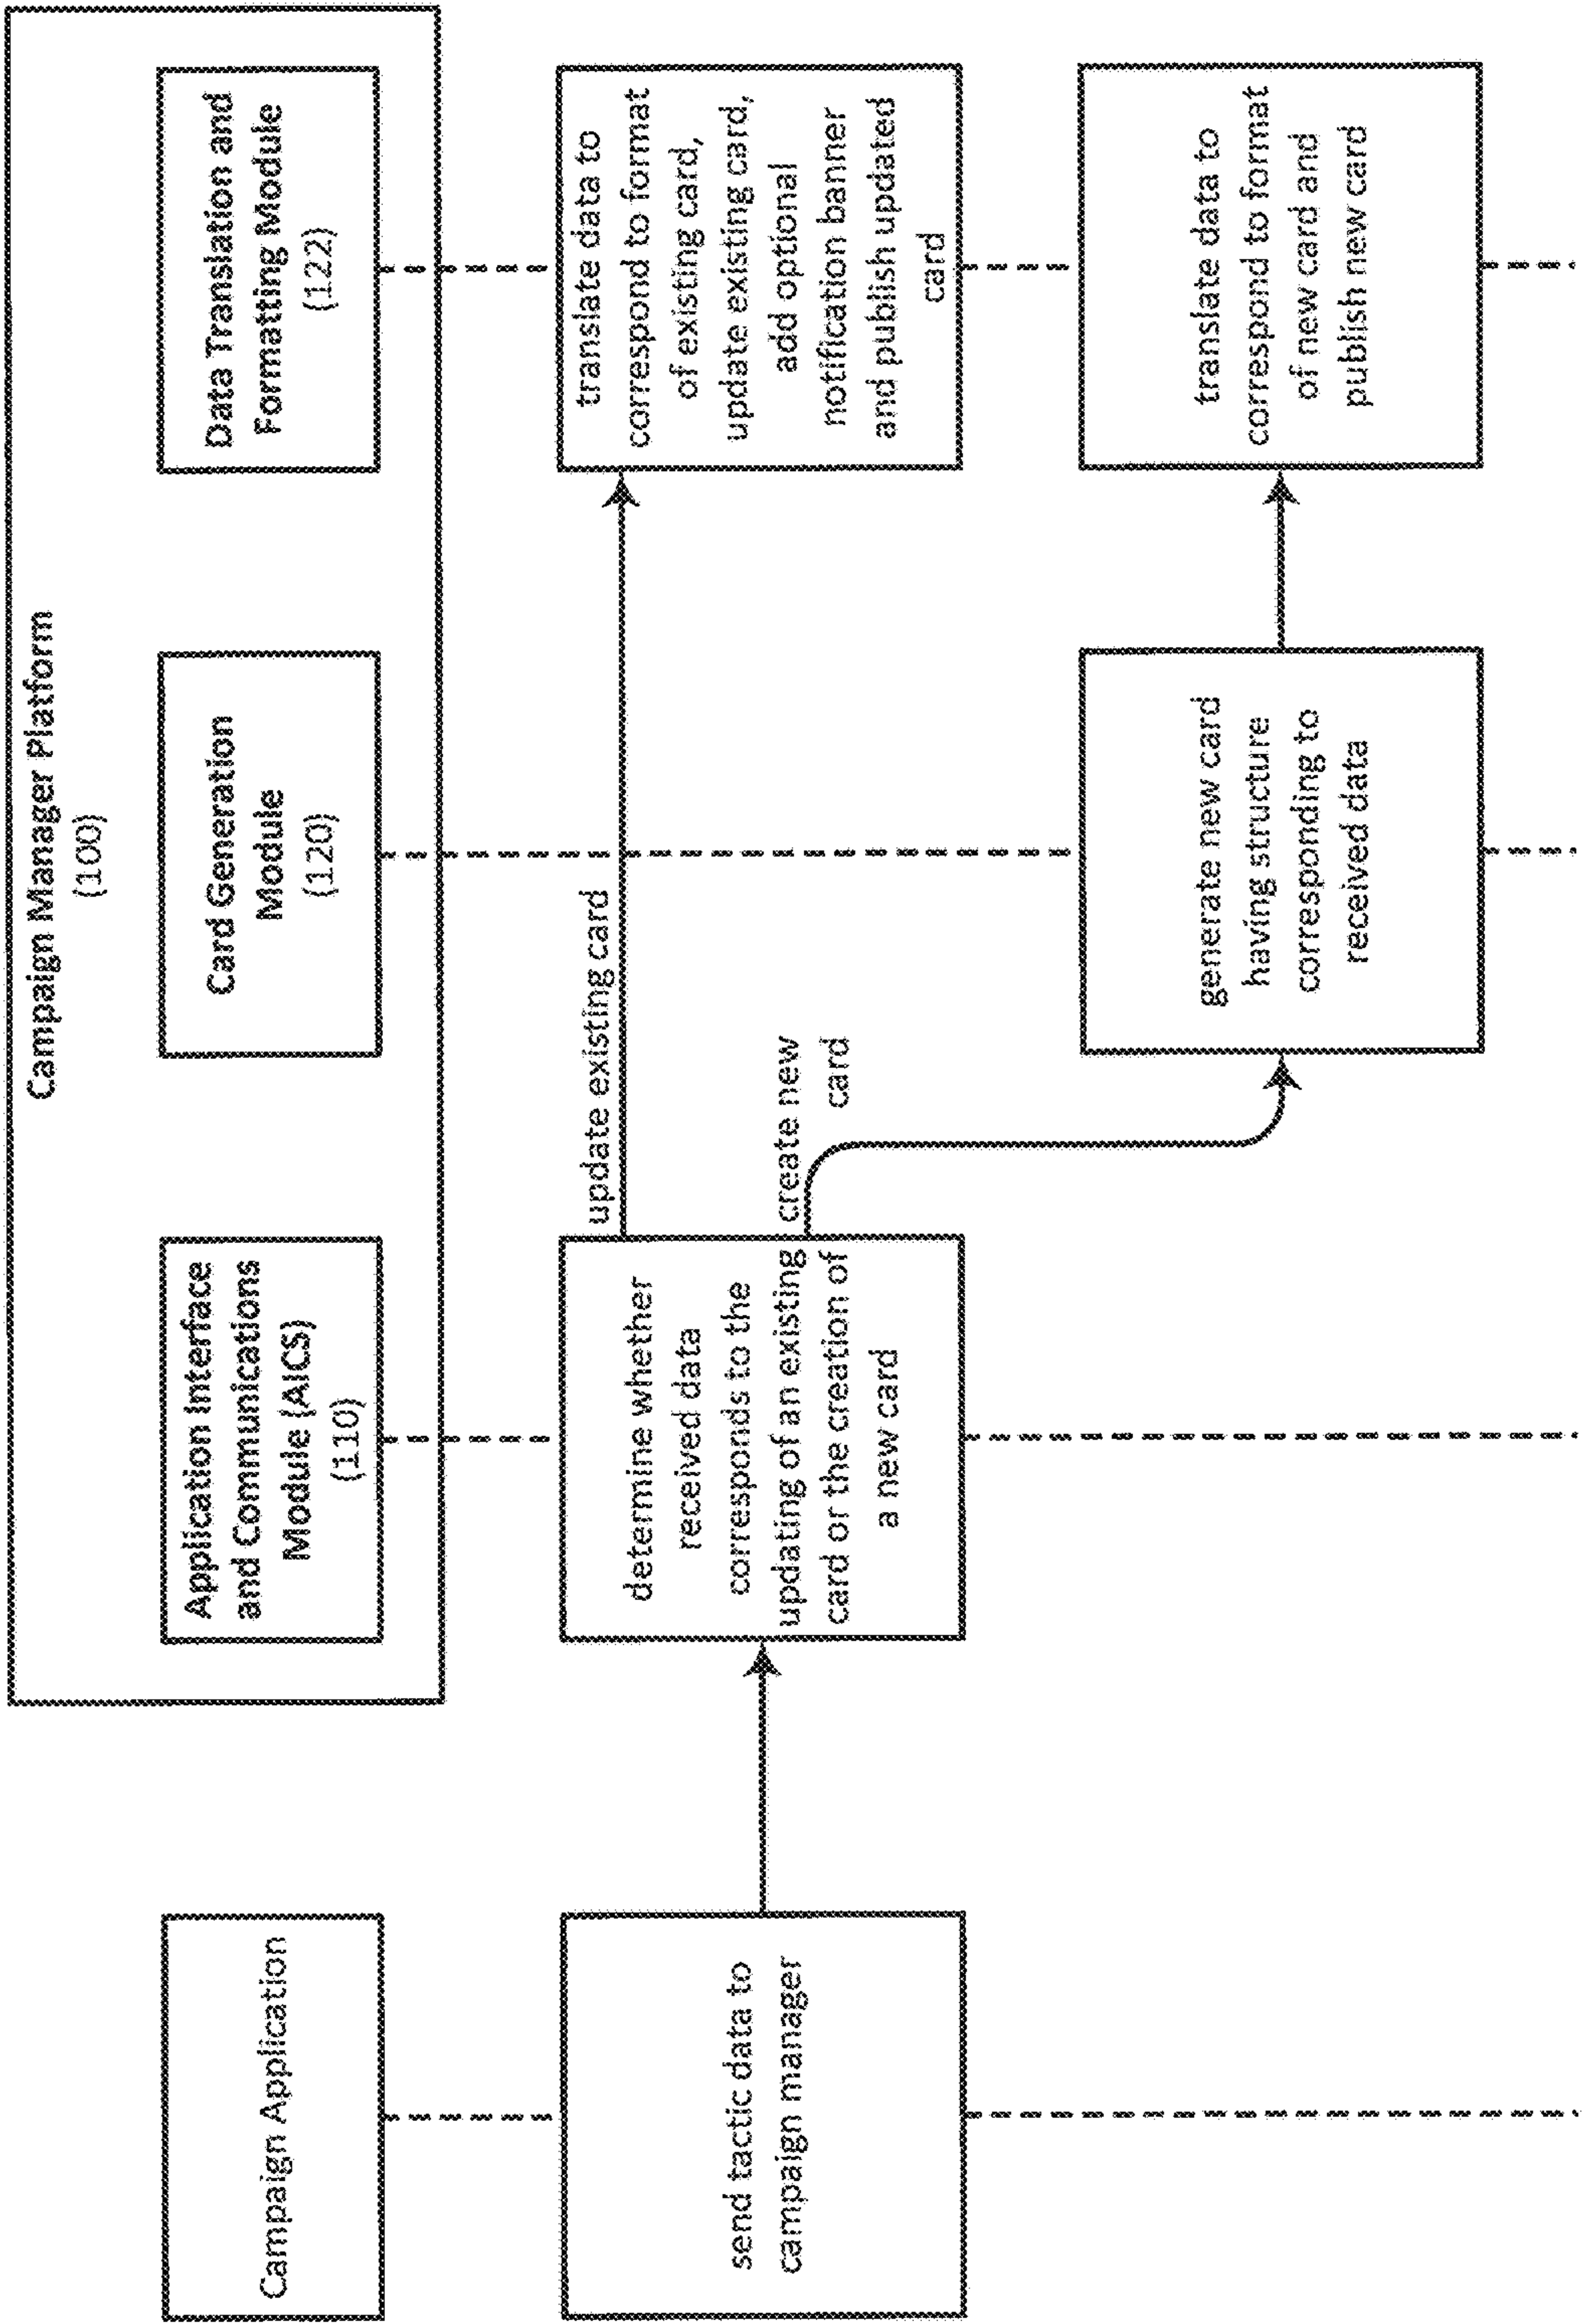 Campaign Manager Platform
(100)
Campaign Application
Application Interface
and Communications
Module (AICS)
(110)
Card Generation
Module
(120)
Data Translation and
Formatting Module
(122)
send tactic data to
campaign manager
determine whether
received data
corresponds to the
updating of an existing
card or the creation of
a new card
update existing card
create new
card
translate data to
correspond to format
of existing card,
update existing card,
add optional
notification banner
and publish updated
card
generate new card
having structure
corresponding to
received data
translate data to
correspond to format
of new card and
publish new card